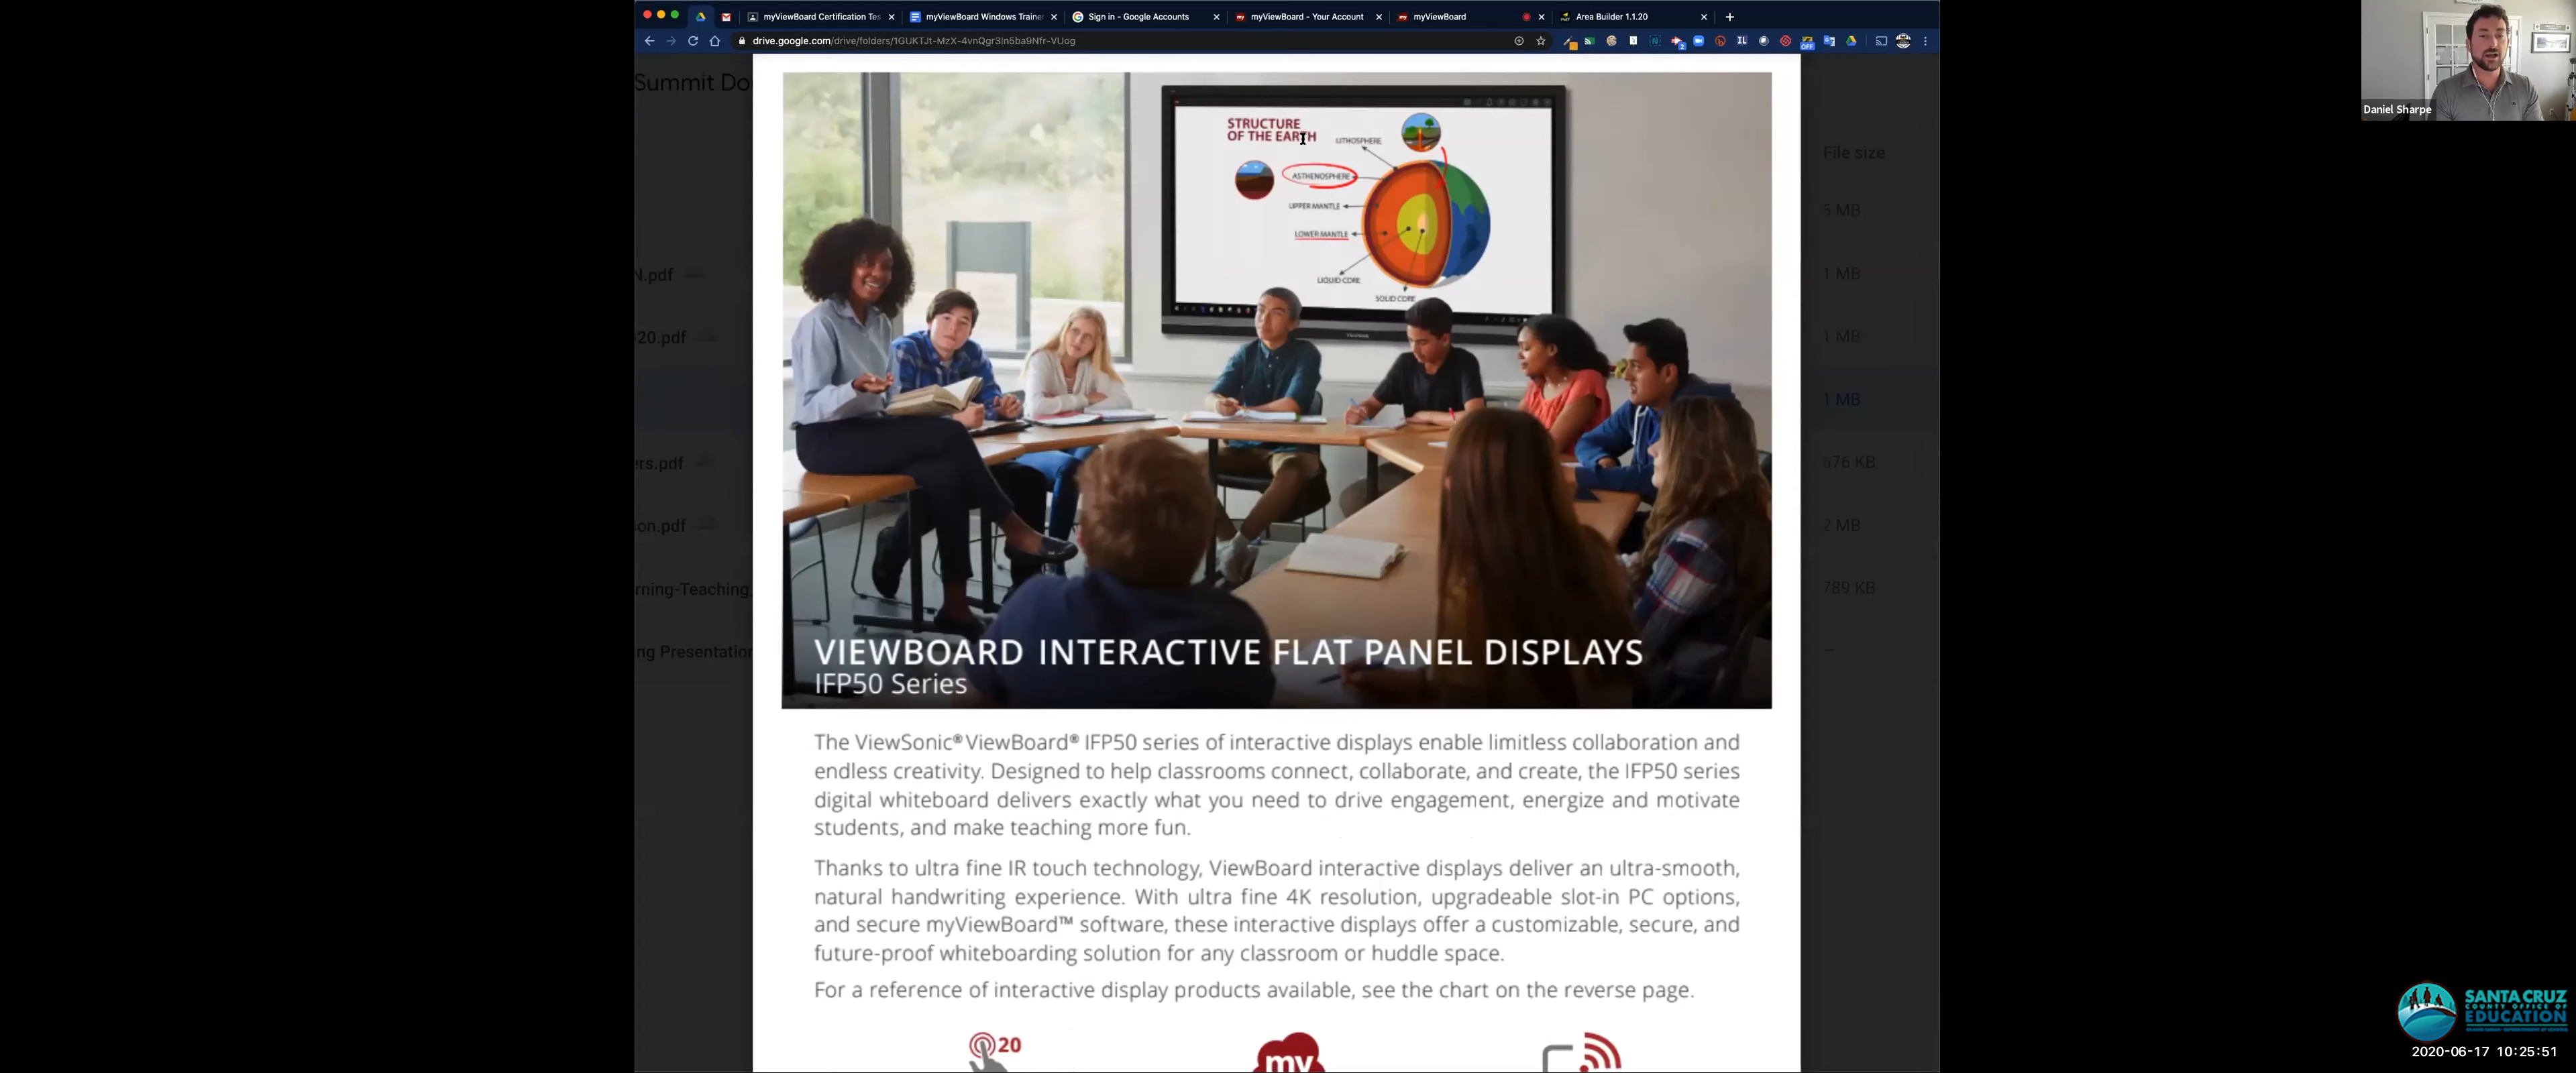 myViewBoard Certification Tes
myViewBoard Windows Trainer
Sign in - Google Accounts
myViewBoard - Your Account
myViewBoard
Area Builder 1.1.20
drive.google.com/drive/folders/1GUKTJt-MzX-4vnQgr3In5ba9Nfr-VUog
Summit Do
File size
5 MB
N.pdf
1 MB
20.pdf
1 MB
1 MB
ers.pdf
676 KB
on.pdf
2 MB
rning-Teaching_
789 KB
ng Presentation
STRUCTURE
OF THE EARTH
LITHOSPHERE
ASTHENOSPHERE
UPPER MANTLE
LOWER MANTLE
LIQUID CORE
SOLID CORE
ViewSonic
VIEWBOARD INTERACTIVE FLAT PANEL DISPLAYS
IFP50 Series
The ViewSonic® ViewBoard® IFP50 series of interactive displays enable limitless collaboration and
endless creativity. Designed to help classrooms connect, collaborate, and create, the IFP50 series
digital whiteboard delivers exactly what you need to drive engagement, energize and motivate
students, and make teaching more fun.
Thanks to ultra fine IR touch technology, ViewBoard interactive displays deliver an ultra-smooth,
natural handwriting experience. With ultra fine 4K resolution, upgradeable slot-in PC options,
and secure myViewBoard™ software, these interactive displays offer a customizable, secure, and
future-proof whiteboarding solution for any classroom or huddle space.
For a reference of interactive display products available, see the chart on the reverse page.
20
my
Daniel Sharpe
SANTA CRUZ
COUNTY OFFICE OF
EDUCATION
2020-06-17 10:25:51